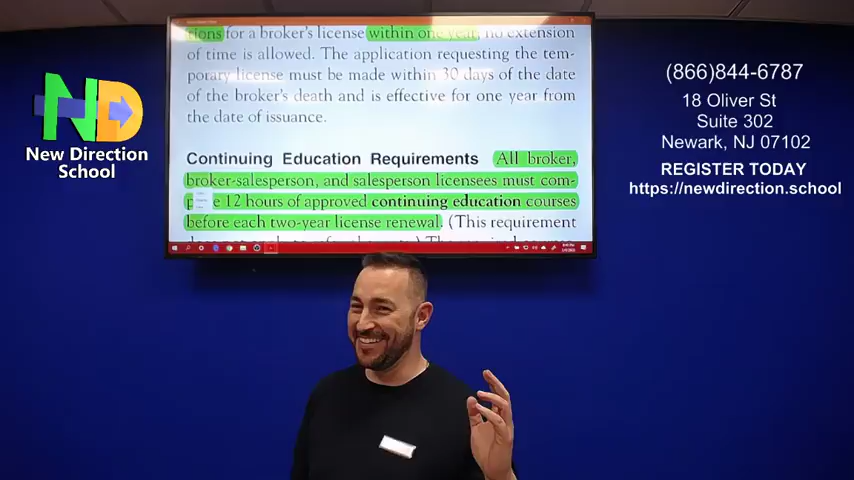 tions for a broker's license within one year, no extension
of time is allowed. The application requesting the tem-
porary license must be made within 30 days of the date
of the broker's death and is effective for one year from
the date of issuance.
Continuing Education Requirements All broker,
broker-salesperson, and salesperson licensees must com-
12 hours of approved continuing education courses
before each two-year license renewal. (This requirement
ND
New Direction
School
(866)844-6787
18 Oliver St
Suite 302
Newark, NJ 07102
REGISTER TODAY
https://newdirection.school